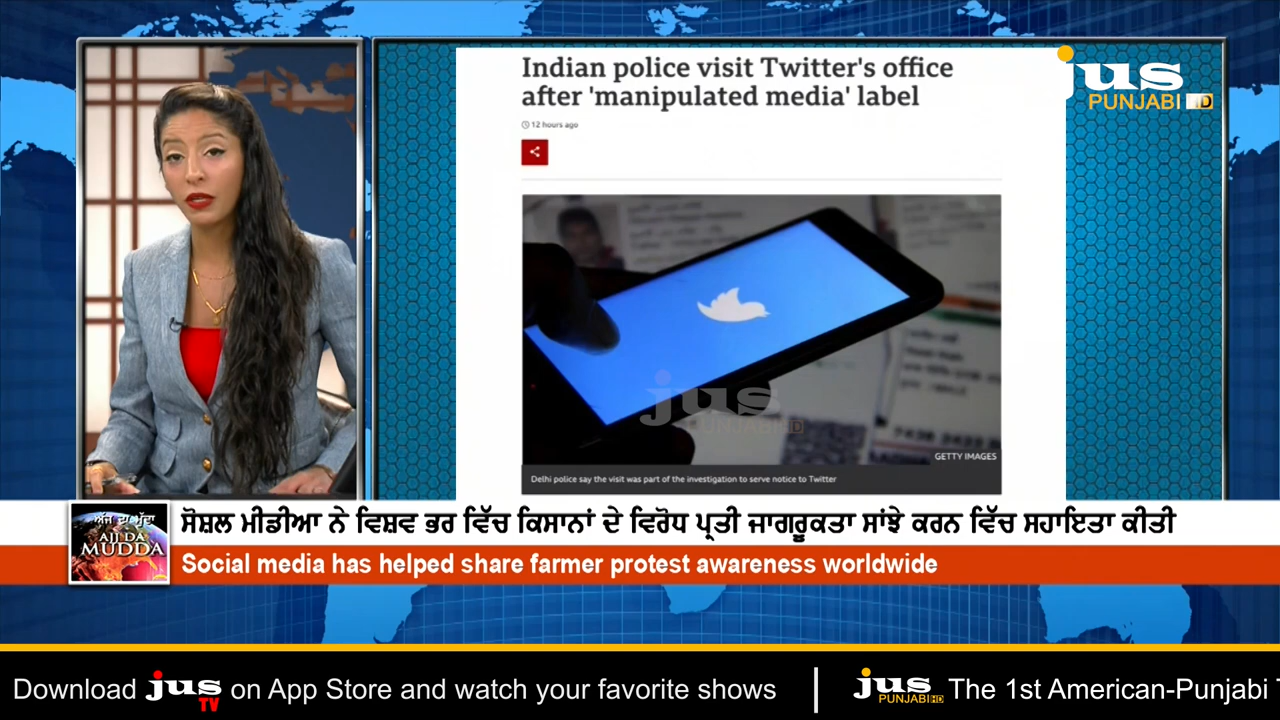 Indian police visit Twitter's office
after 'manipulated media' label
12 hours ago
jus
PUNJABI HD
jus
PUNJABI HD
GETTY IMAGES
Delhi police say the visit was part of the investigation to serve notice to Twitter
ਅੱਜ ਦਾ ਮੁੱਦਾ
AJJ DA
MUDDA
ਸੋਸ਼ਲ ਮੀਡੀਆ ਨੇ ਵਿਸ਼ਵ ਭਰ ਵਿੱਚ ਕਿਸਾਨਾਂ ਦੇ ਵਿਰੋਧ ਪ੍ਰਤੀ ਜਾਗਰੂਕਤਾ ਸਾਂਝੇ ਕਰਨ ਵਿੱਚ ਸਹਾਇਤਾ ਕੀਤੀ
Social media has helped share farmer protest awareness worldwide
Download jus TV on App Store and watch your favorite shows
jus PUNJABI HD The 1st American-Punjabi